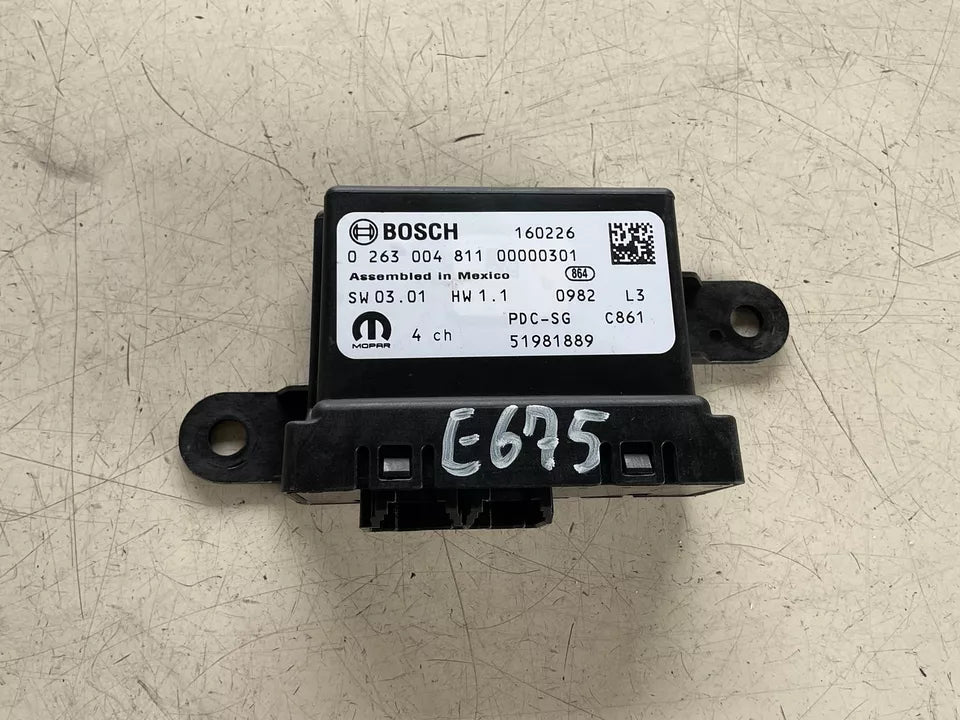 BOSCH 160226
0 263 004 811 00000301
Assembled in Mexico 864
SW 03.01 HW 1.1 0982 L3
PDC-SG C861
MOPAR 4 ch 51981889
E675